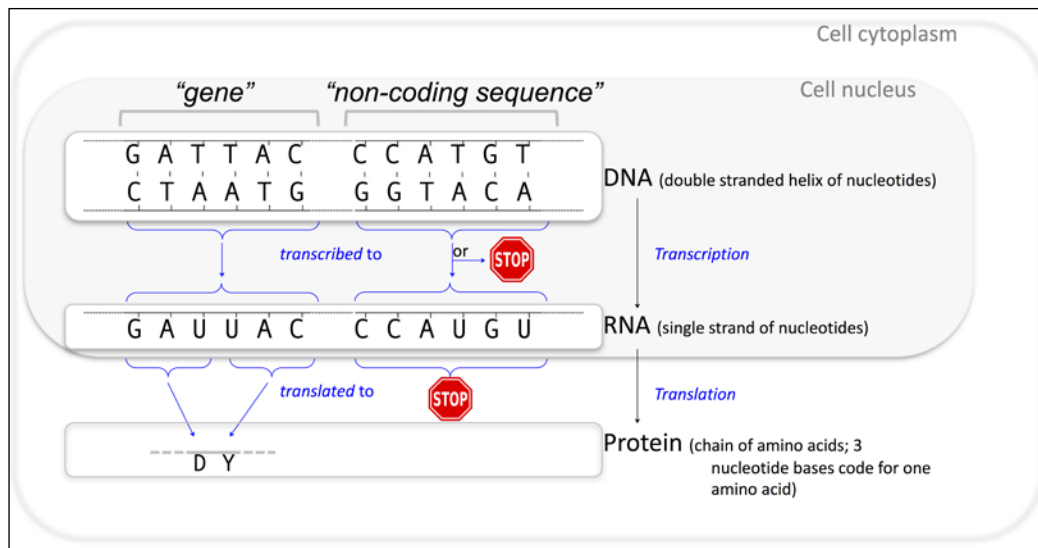 Cell cytoplasm
Cell nucleus
“gene” “non-coding sequence”
G A T T A C C C A T G T
C T A A T G G G T A C A
DNA (double stranded helix of nucleotides)
transcribed to or STOP Transcription
G A U U A C C C A U G U RNA (single strand of nucleotides)
translated to STOP Translation
Protein (chain of amino acids; 3
nucleotide bases code for one
amino acid)
D Y